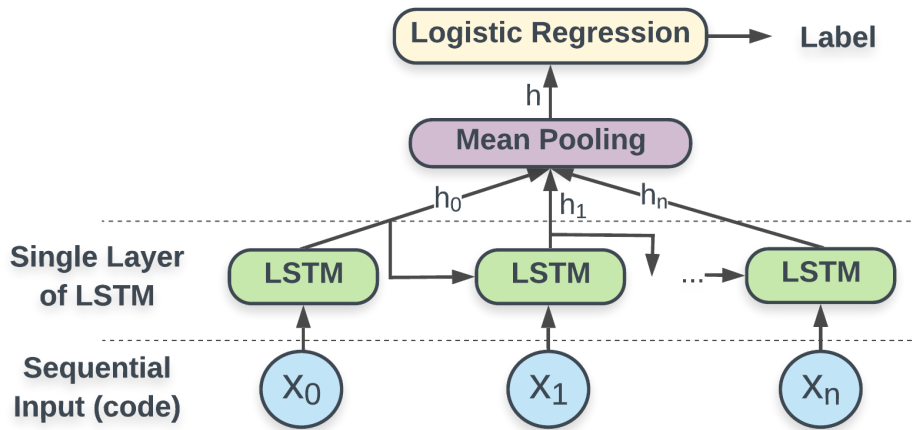 Logistic Regression
Label
h
Mean Pooling
h₀
h₁
hₙ
Single Layer
of LSTM
LSTM
LSTM
...
LSTM
Sequential
Input (code)
X₀
X₁
Xₙ